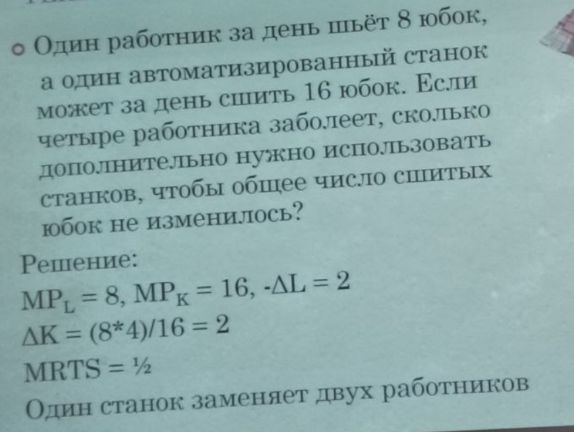 ○ Один работник за день шьёт 8 юбок,
а один автоматизированный станок
может за день сшить 16 юбок. Если
четыре работника заболеет, сколько
дополнительно нужно использовать
станков, чтобы общее число сшитых
юбок не изменилось?
Решение:
MP_L = 8, MP_K = 16, -ΔL = 2
ΔK = (8*4)/16 = 2
MRTS = ½
Один станок заменяет двух работников